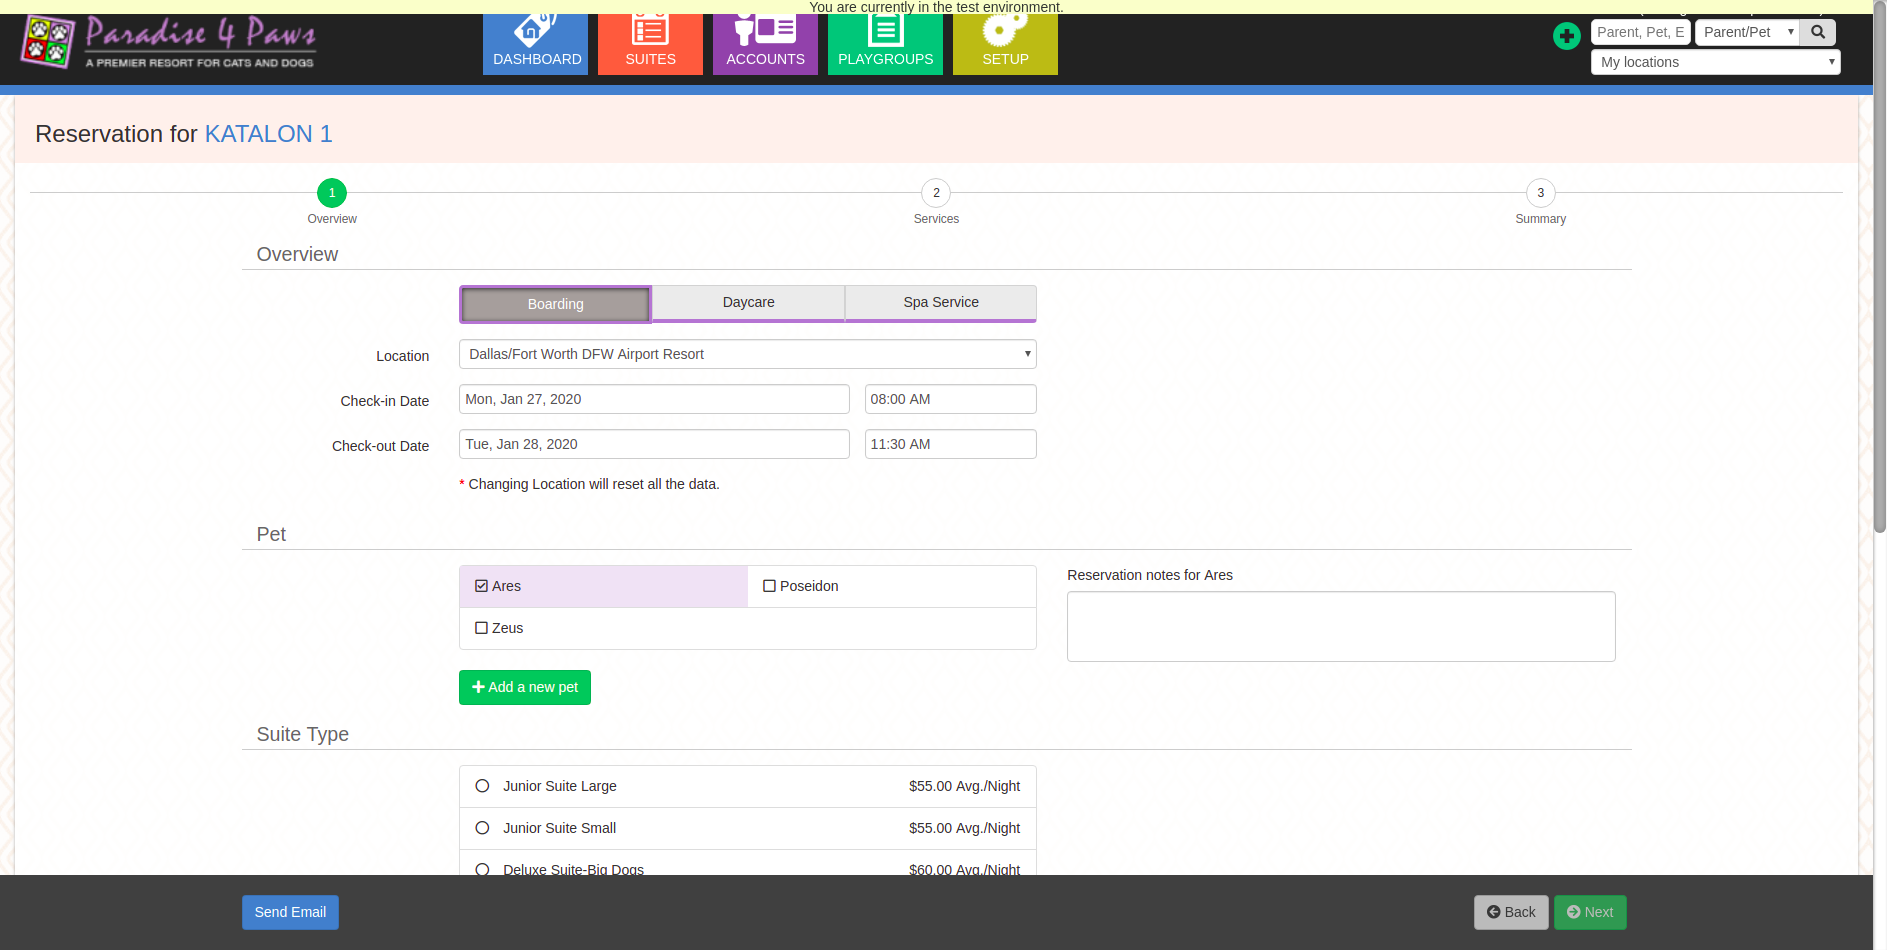 You are currently in the test environment.
Paradise 4 Paws
A PREMIER RESORT FOR CATS AND DOGS
DASHBOARD
SUITES
ACCOUNTS
PLAYGROUPS
SETUP
Parent, Pet, E
Parent/Pet
My locations
Reservation for KATALON 1
1
2
3
Overview
Services
Summary
Overview
Boarding
Daycare
Spa Service
Location
Dallas/Fort Worth DFW Airport Resort
Check-in Date
Mon, Jan 27, 2020
08:00 AM
Check-out Date
Tue, Jan 28, 2020
11:30 AM
* Changing Location will reset all the data.
Pet
Ares
Poseidon
Zeus
Reservation notes for Ares
Add a new pet
Suite Type
Junior Suite Large
$55.00 Avg./Night
Junior Suite Small
$55.00 Avg./Night
Deluxe Suite-Big Dogs
$60.00 Avg./Night
Send Email
Back
Next